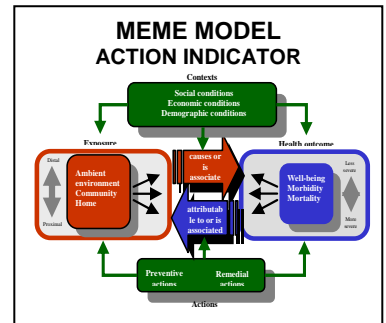 MEME MODEL
ACTION INDICATOR
Contexts
Social conditions
Economic conditions
Demographic conditions
Exposure
Health outcome
Distal
Proximal
Ambient
environment
Community
Home
causes or
is
associate
attributab
le to or is
associated
Well-being
Morbidity
Mortality
Less
severe
More
severe
Preventive
actions
Remedial
actions
Actions